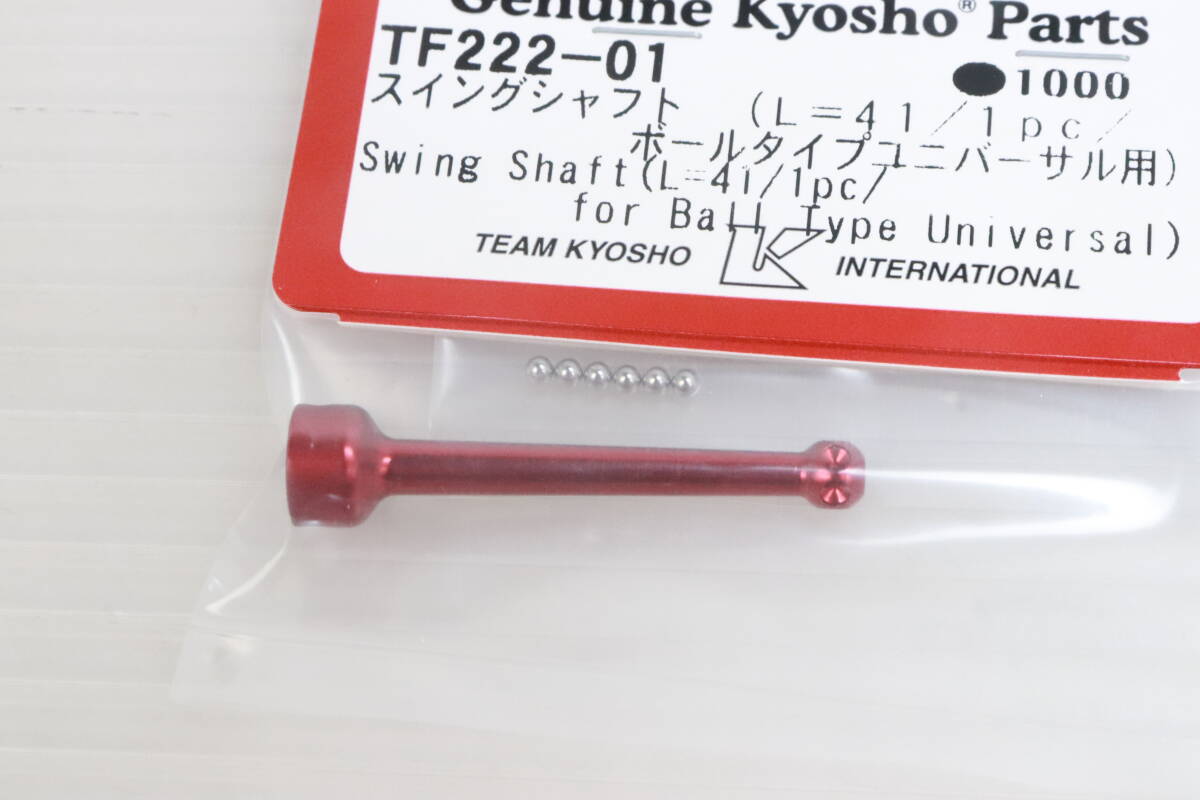 Genuine Kyosho® Parts
TF222-01
●1000
スイングシャフト (L=41/1pc/
ボールタイプユニバーサル用)
Swing Shaft(L=41/1pc/
for Ball Type Universal)
TEAM KYOSHO K INTERNATIONAL